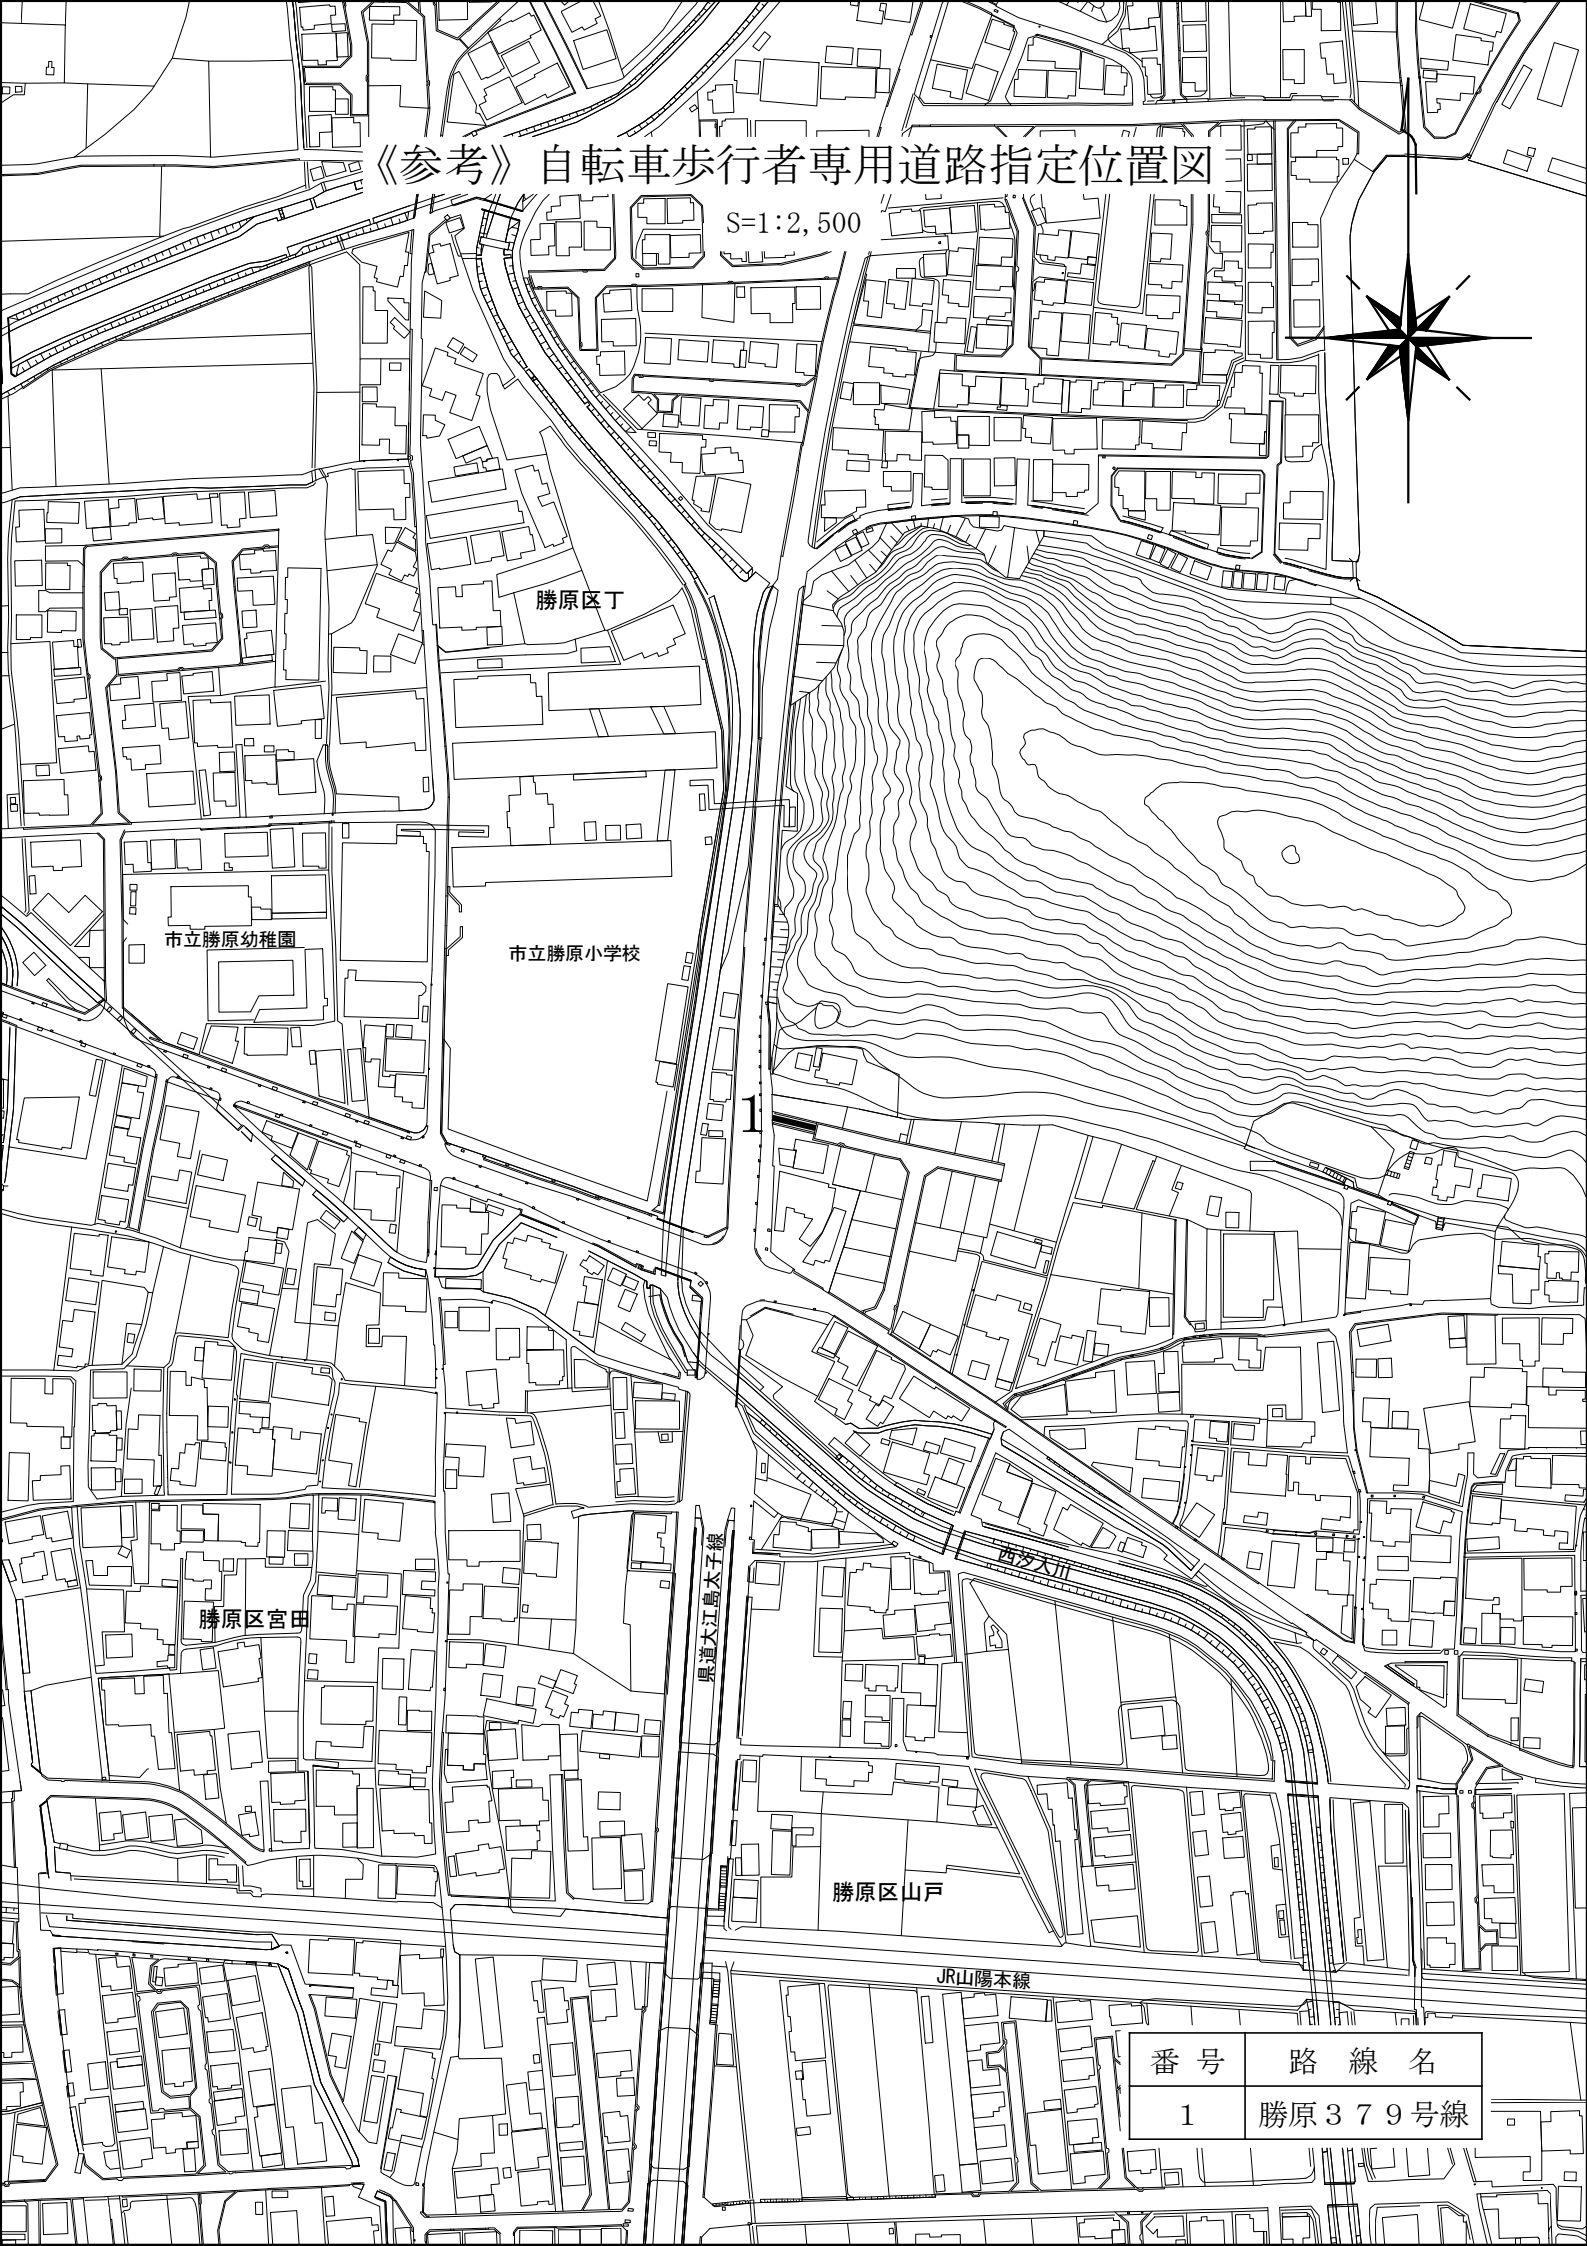 《参考》自転車歩行者専用道路指定位置図
S=1:2,500
勝原区丁
市立勝原幼稚園
市立勝原小学校
1
西汐入川
県道大江島太子線
勝原区宮田
勝原区山戸
JR山陽本線
番号 路線名
1 勝原３７９号線